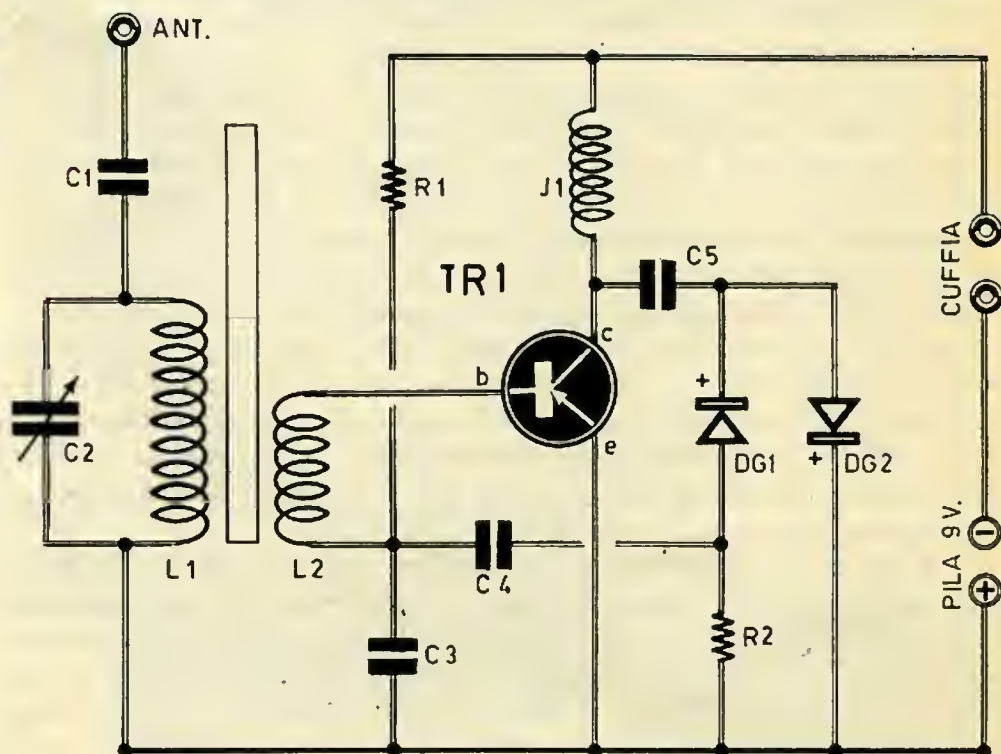 ANT.
C1
R1
J1
C5
TR1
CUFFIA
c
b
e
C2
+
DG1
+
DG2
L1
L2
C4
PILA 9V.
-
+
C3
R2